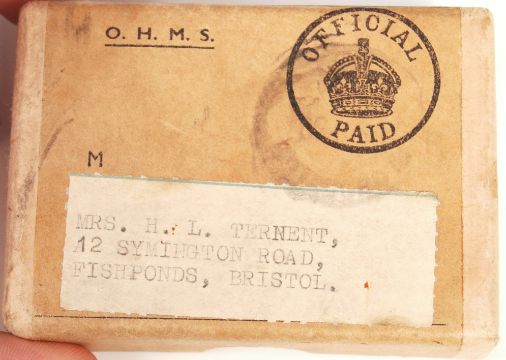 O. H. M. S.
OFFICIAL
PAID
M
MRS. H. L. TERNENT,
12 SYMINGTON ROAD,
FISHPONDS, BRISTOL.